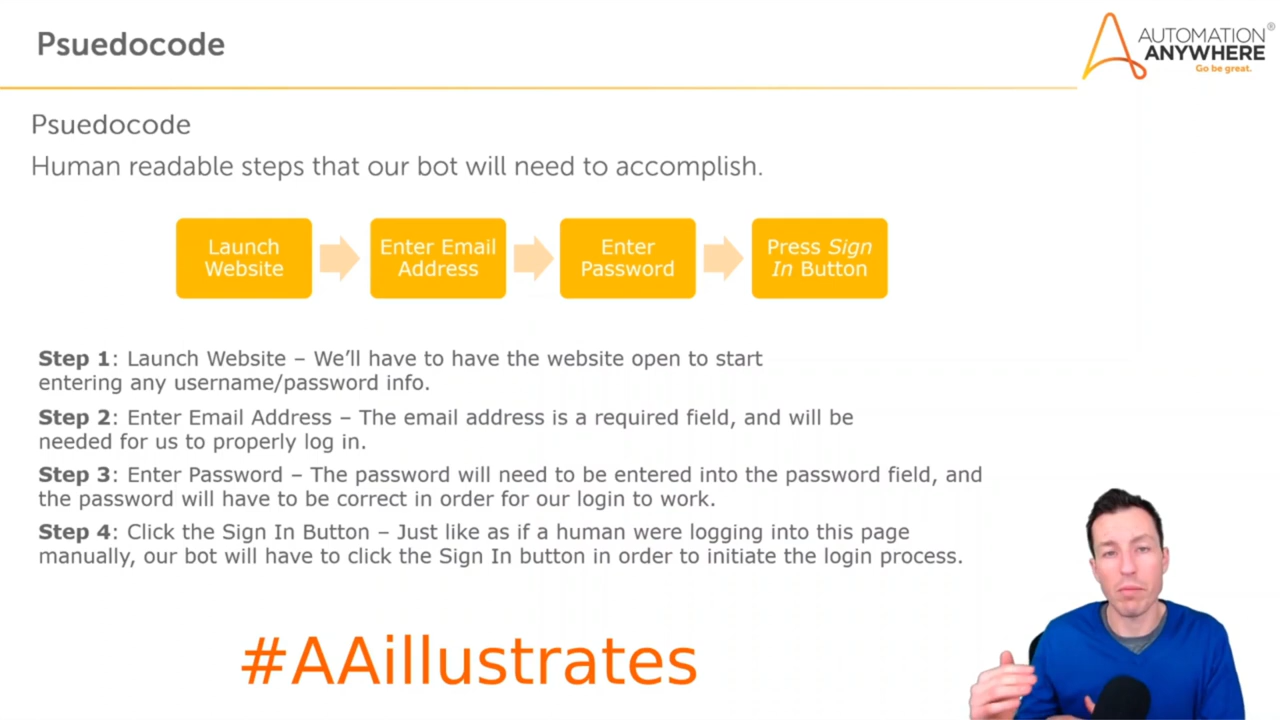 Psuedocode
AUTOMATION®
ANYWHERE
Go be great.
Psuedocode
Human readable steps that our bot will need to accomplish.
Launch
Website
Enter Email
Address
Enter
Password
Press Sign
In Button
Step 1: Launch Website – We’ll have to have the website open to start
entering any username/password info.
Step 2: Enter Email Address – The email address is a required field, and will be
needed for us to properly log in.
Step 3: Enter Password – The password will need to be entered into the password field, and
the password will have to be correct in order for our login to work.
Step 4: Click the Sign In Button – Just like as if a human were logging into this page
manually, our bot will have to click the Sign In button in order to initiate the login process.
#AAillustrates